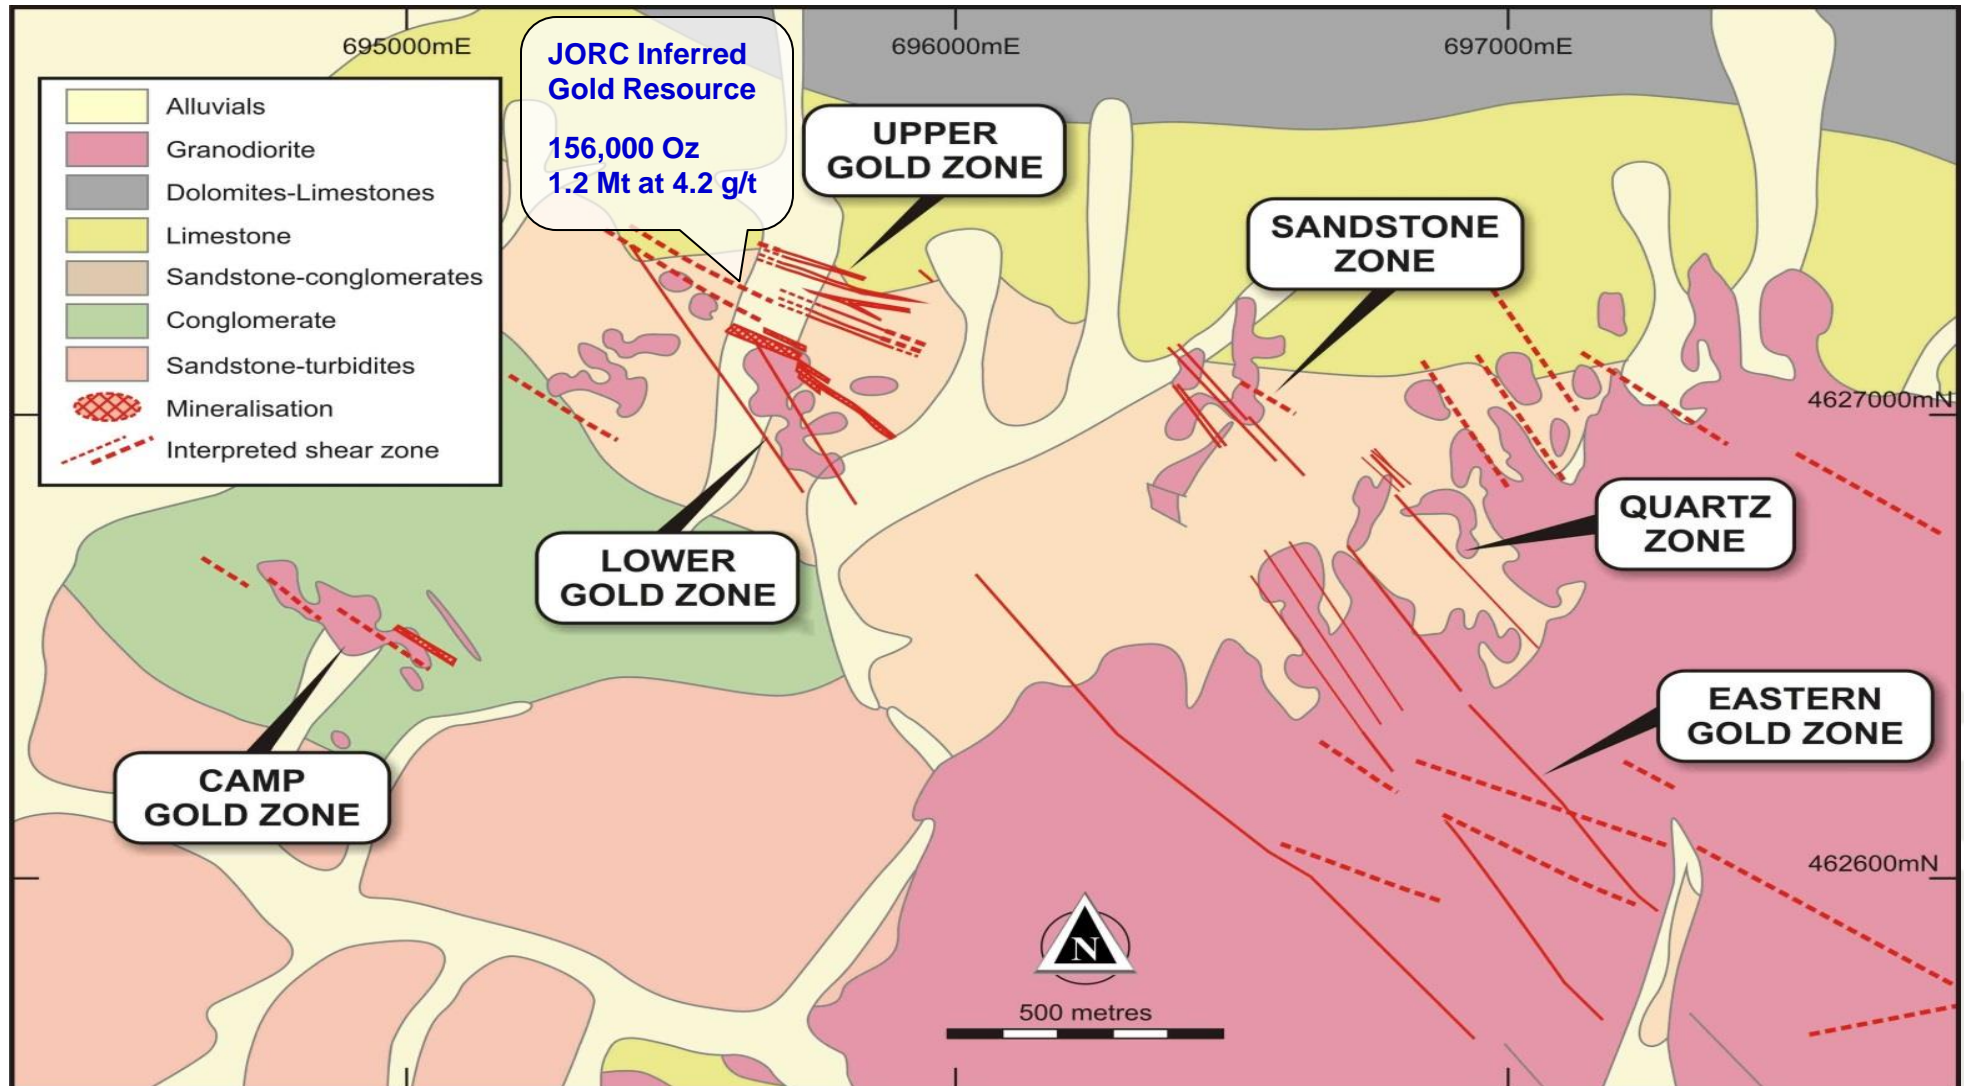 695000mE
696000mE
697000mE
JORC Inferred
Gold Resource
156,000 Oz
1.2 Mt at 4.2 g/t
UPPER
GOLD ZONE
SANDSTONE
ZONE
Alluvials
Granodiorite
Dolomites-Limestones
Limestone
Sandstone-conglomerates
Conglomerate
Sandstone-turbidites
Mineralisation
Interpreted shear zone
4627000mN
QUARTZ
ZONE
LOWER
GOLD ZONE
EASTERN
GOLD ZONE
CAMP
GOLD ZONE
462600mN
N
500 metres